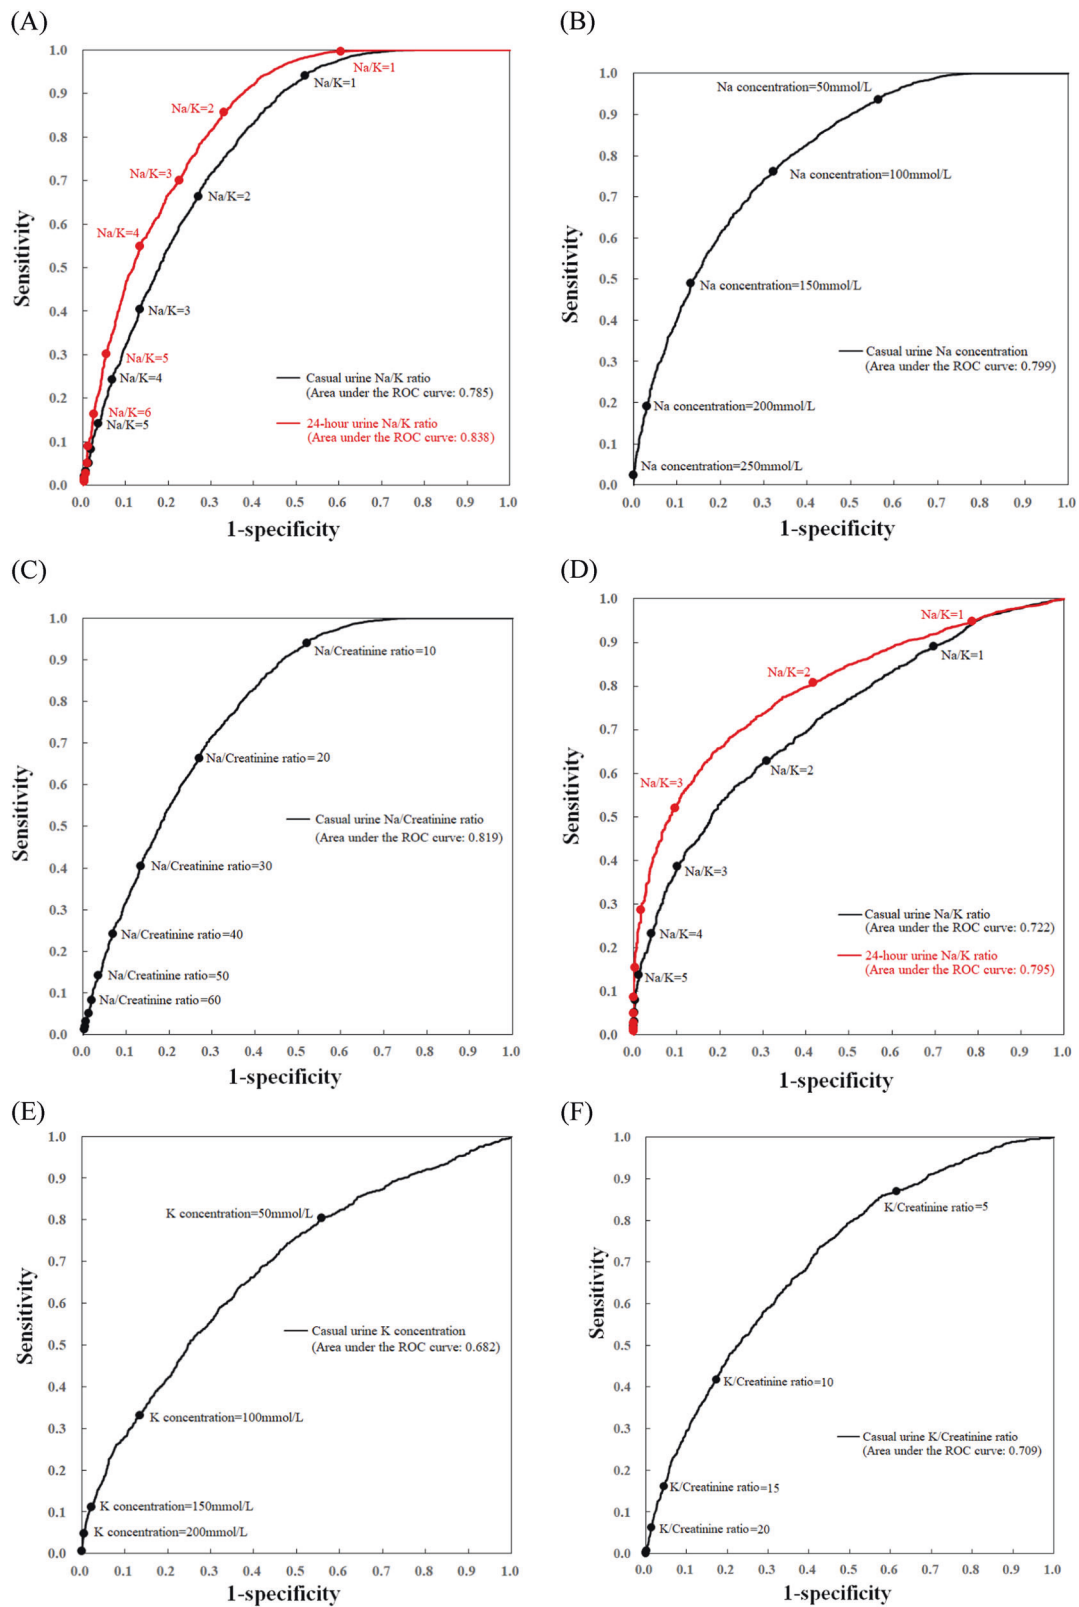 (A)
1.0
0.9
0.8
0.7
0.6
0.5
0.4
0.3
0.2
0.1
0.0
Sensitivity
Na/K=1
Na/K=1
Na/K=2
Na/K=3
Na/K=2
Na/K=4
Na/K=3
Na/K=5
Na/K=4
Na/K=6
Na/K=5
Casual urine Na/K ratio
(Area under the ROC curve: 0.785)
24-hour urine Na/K ratio
(Area under the ROC curve: 0.838)
0.0 0.1 0.2 0.3 0.4 0.5 0.6 0.7 0.8 0.9 1.0
1-specificity
(B)
1.0
0.9
0.8
0.7
0.6
0.5
0.4
0.3
0.2
0.1
0.0
Sensitivity
Na concentration=50mmol/L
Na concentration=100mmol/L
Na concentration=150mmol/L
Casual urine Na concentration
(Area under the ROC curve: 0.799)
Na concentration=200mmol/L
Na concentration=250mmol/L
0.0 0.1 0.2 0.3 0.4 0.5 0.6 0.7 0.8 0.9 1.0
1-specificity
(C)
1.0
0.9
0.8
0.7
0.6
0.5
0.4
0.3
0.2
0.1
0.0
Sensitivity
Na/Creatinine ratio=10
Na/Creatinine ratio=20
Casual urine Na/Creatinine ratio
(Area under the ROC curve: 0.819)
Na/Creatinine ratio=30
Na/Creatinine ratio=40
Na/Creatinine ratio=50
Na/Creatinine ratio=60
0.0 0.1 0.2 0.3 0.4 0.5 0.6 0.7 0.8 0.9 1.0
1-specificity
(D)
1.0
0.9
0.8
0.7
0.6
0.5
0.4
0.3
0.2
0.1
0.0
Sensitivity
Na/K=1
Na/K=1
Na/K=2
Na/K=2
Na/K=3
Na/K=3
Na/K=4
Na/K=5
Casual urine Na/K ratio
(Area under the ROC curve: 0.722)
24-hour urine Na/K ratio
(Area under the ROC curve: 0.795)
0.0 0.1 0.2 0.3 0.4 0.5 0.6 0.7 0.8 0.9 1.0
1-specificity
(E)
1.0
0.9
0.8
0.7
0.6
0.5
0.4
0.3
0.2
0.1
0.0
Sensitivity
K concentration=50mmol/L
Casual urine K concentration
(Area under the ROC curve: 0.682)
K concentration=100mmol/L
K concentration=150mmol/L
K concentration=200mmol/L
0.0 0.1 0.2 0.3 0.4 0.5 0.6 0.7 0.8 0.9 1.0
1-specificity
(F)
1.0
0.9
0.8
0.7
0.6
0.5
0.4
0.3
0.2
0.1
0.0
Sensitivity
K/Creatinine ratio=5
K/Creatinine ratio=10
Casual urine K/Creatinine ratio
(Area under the ROC curve: 0.709)
K/Creatinine ratio=15
K/Creatinine ratio=20
0.0 0.1 0.2 0.3 0.4 0.5 0.6 0.7 0.8 0.9 1.0
1-specificity